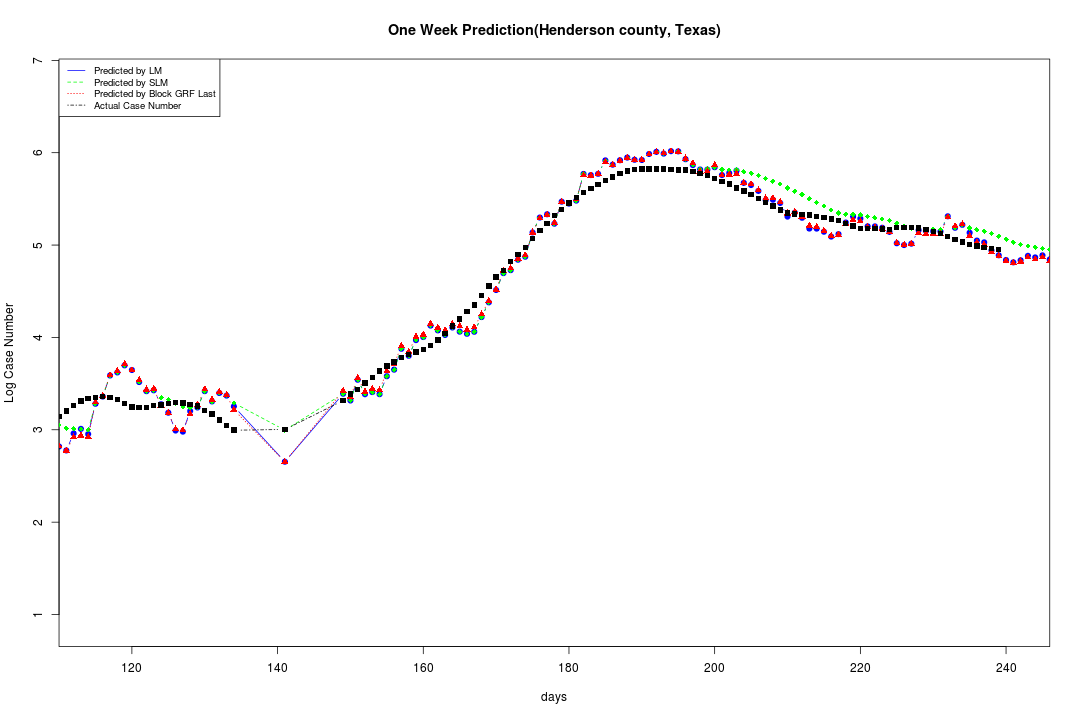 One Week Prediction(Henderson county, Texas)
Predicted by LM
Predicted by SLM
Predicted by Block GRF Last
Actual Case Number
Log Case Number
7
6
5
4
3
2
1
120 140 160 180 200 220 240
days